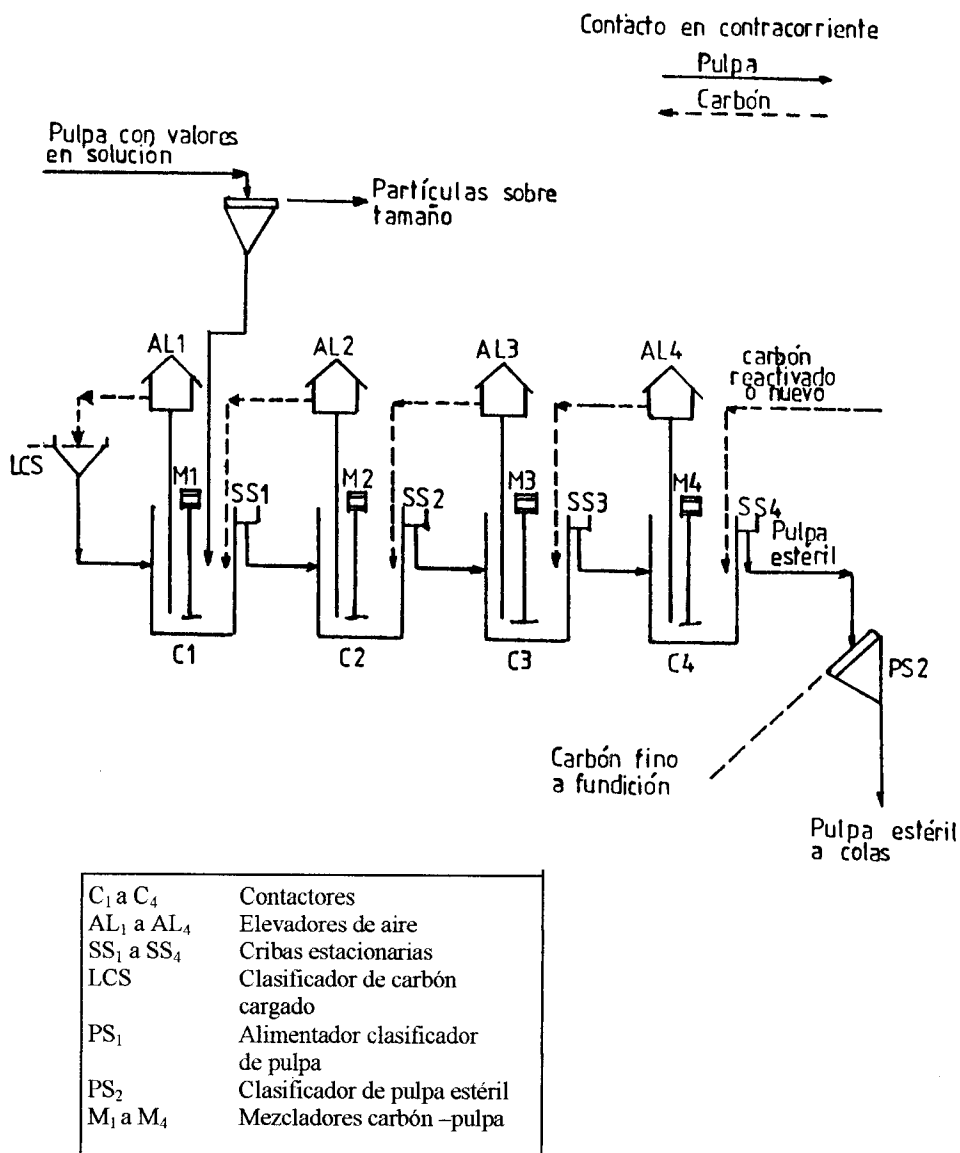 Contacto en contracorriente
Pulpa
Carbón
Pulpa con valores
en solución
Partículas sobre
tamaño
AL1
AL2
AL3
AL4
carbón
reactivado
o nuevo
LCS
M1
SS1
M2
SS2
M3
SS3
M4
SS4
Pulpa
estéril
C1
C2
C3
C4
PS2
Carbón fino
a fundición
Pulpa estéril
a colas
C₁ a C₄ Contactores
AL₁ a AL₄ Elevadores de aire
SS₁ a SS₄ Cribas estacionarias
LCS Clasificador de carbón
cargado
PS₁ Alimentador clasificador
de pulpa
PS₂ Clasificador de pulpa estéril
M₁ a M₄ Mezcladores carbón –pulpa